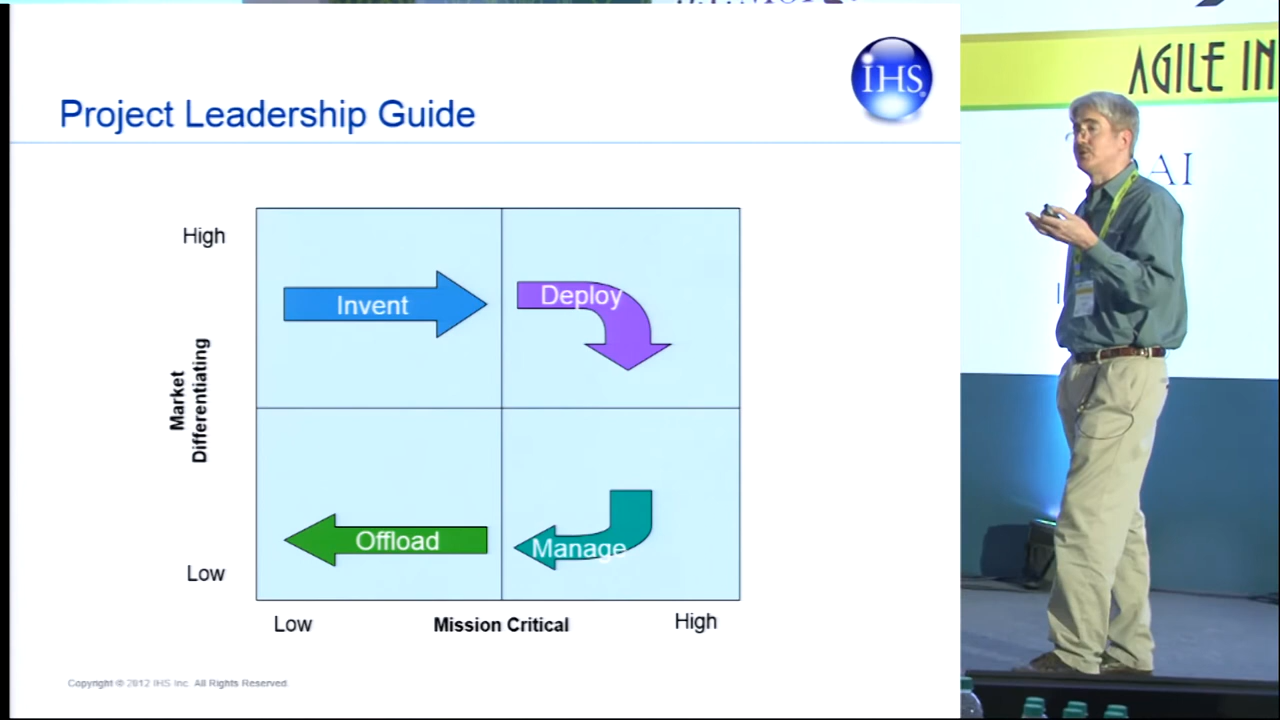 IHS
Project Leadership Guide
High
Market
Differentiating
Low
Invent
Deploy
Offload
Manage
Low
Mission Critical
High
Copyright © 2012 IHS Inc. All Rights Reserved.
AGILE IN
AI